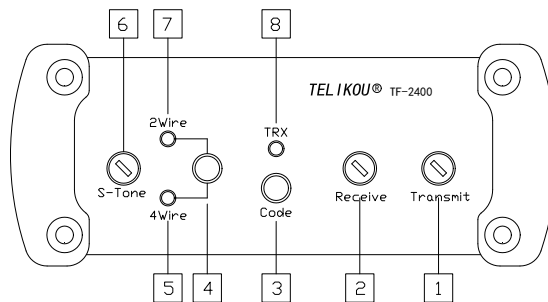 6 7 8
TELIKOU® TF-2400
2Wire TRX
S-Tone 4Wire Code Receive Transmit
5 4 3 2 1